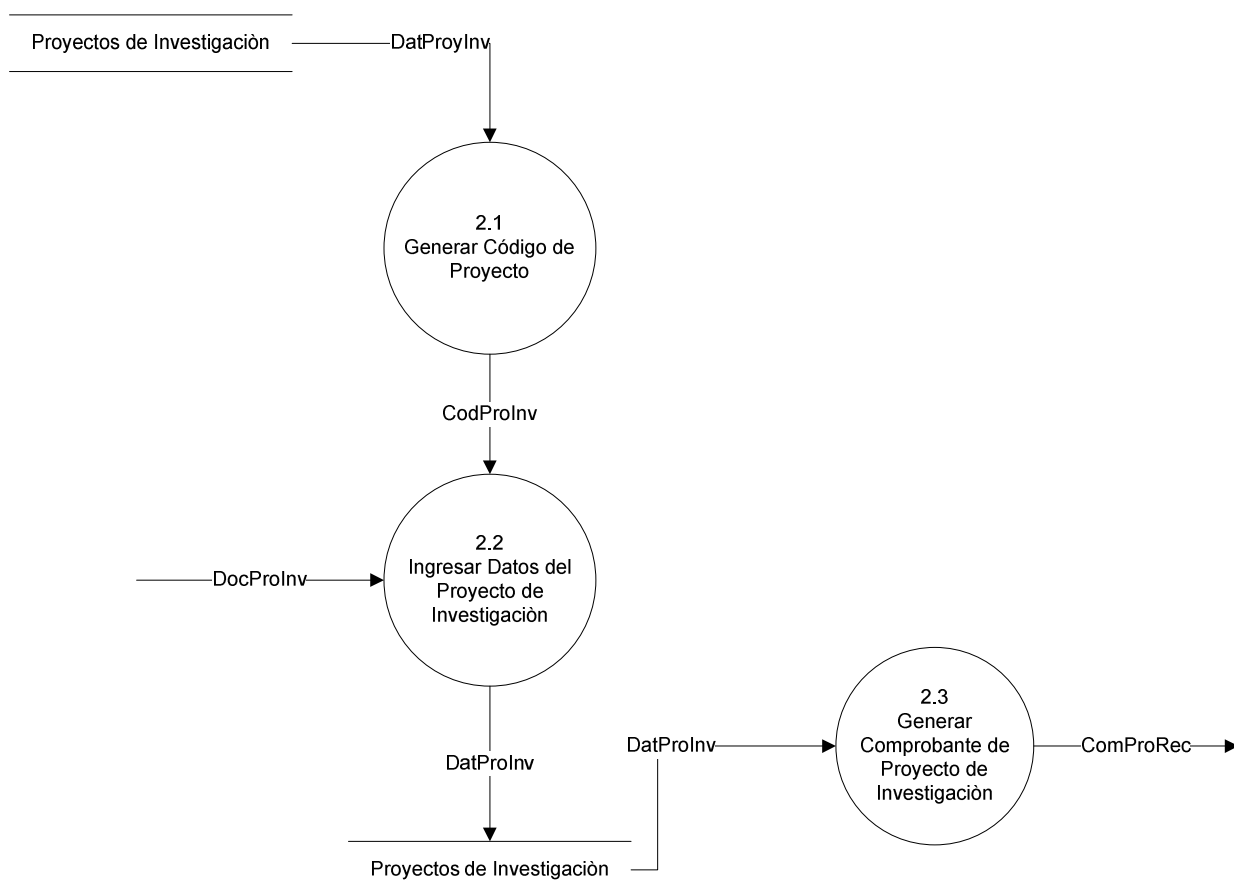 Proyectos de Investigaciòn
DatProyInv
2.1
Generar Código de
Proyecto
CodProInv
2.2
Ingresar Datos del
Proyecto de
Investigaciòn
DocProInv
DatProInv
Proyectos de Investigaciòn
DatProInv
2.3
Generar
Comprobante de
Proyecto de
Investigaciòn
ComProRec